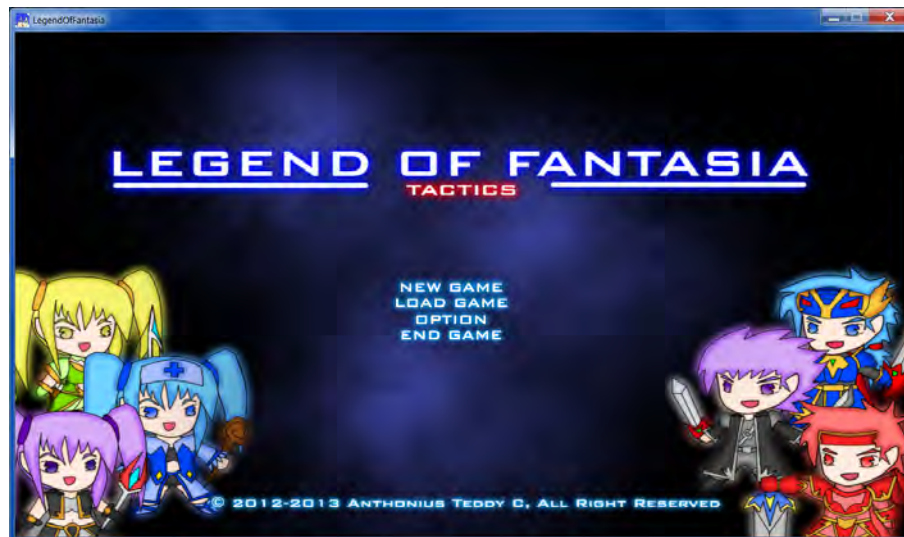 LegendOfFantasia
LEGEND OF FANTASIA
TACTICS
NEW GAME
LOAD GAME
OPTION
END GAME
© 2012-2013 ANTHONIUS TEDDY C, ALL RIGHT RESERVED